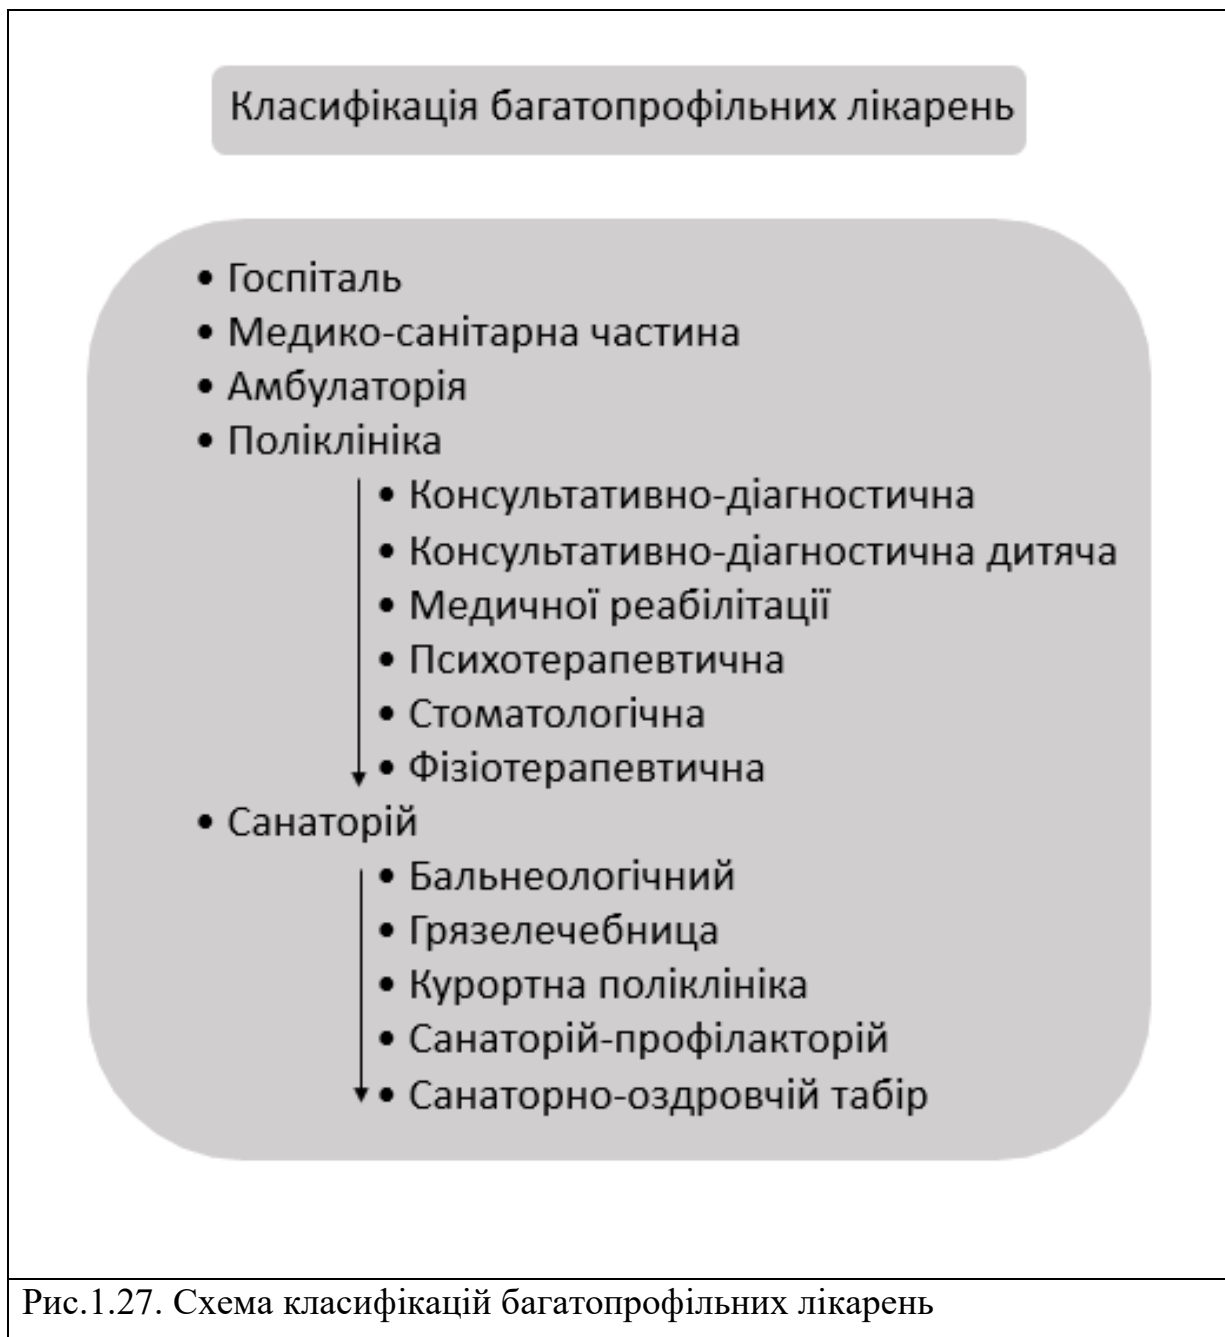 Класифікація багатопрофільних лікарень
• Госпіталь
• Медико-санітарна частина
• Амбулаторія
• Поліклініка
• Консультативно-діагностична
• Консультативно-діагностична дитяча
• Медичної реабілітації
• Психотерапевтична
• Стоматологічна
• Фізіотерапевтична
• Санаторій
• Бальнеологічний
• Грязелечебница
• Курортна поліклініка
• Санаторій-профілакторій
• Санаторно-оздровчій табір
Рис.1.27. Схема класифікацій багатопрофільних лікарень